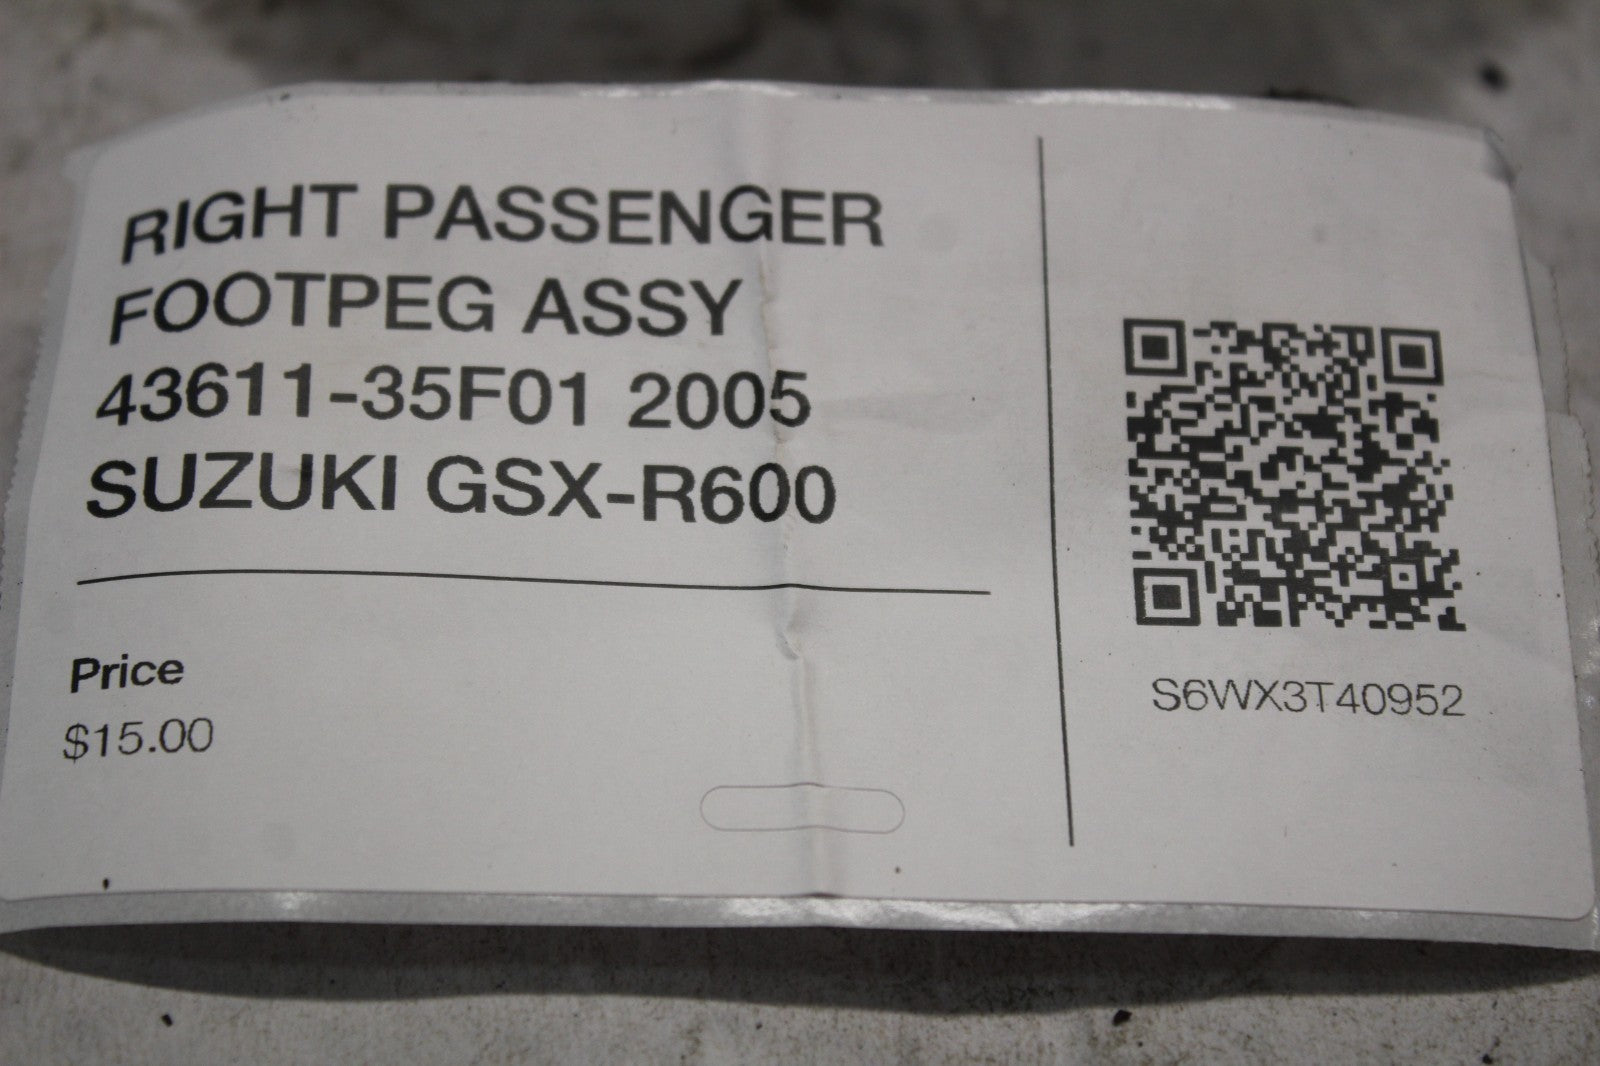 RIGHT PASSENGER
FOOTPEG ASSY
43611-35F01 2005
SUZUKI GSX-R600
Price
$15.00
S6WX3T40952